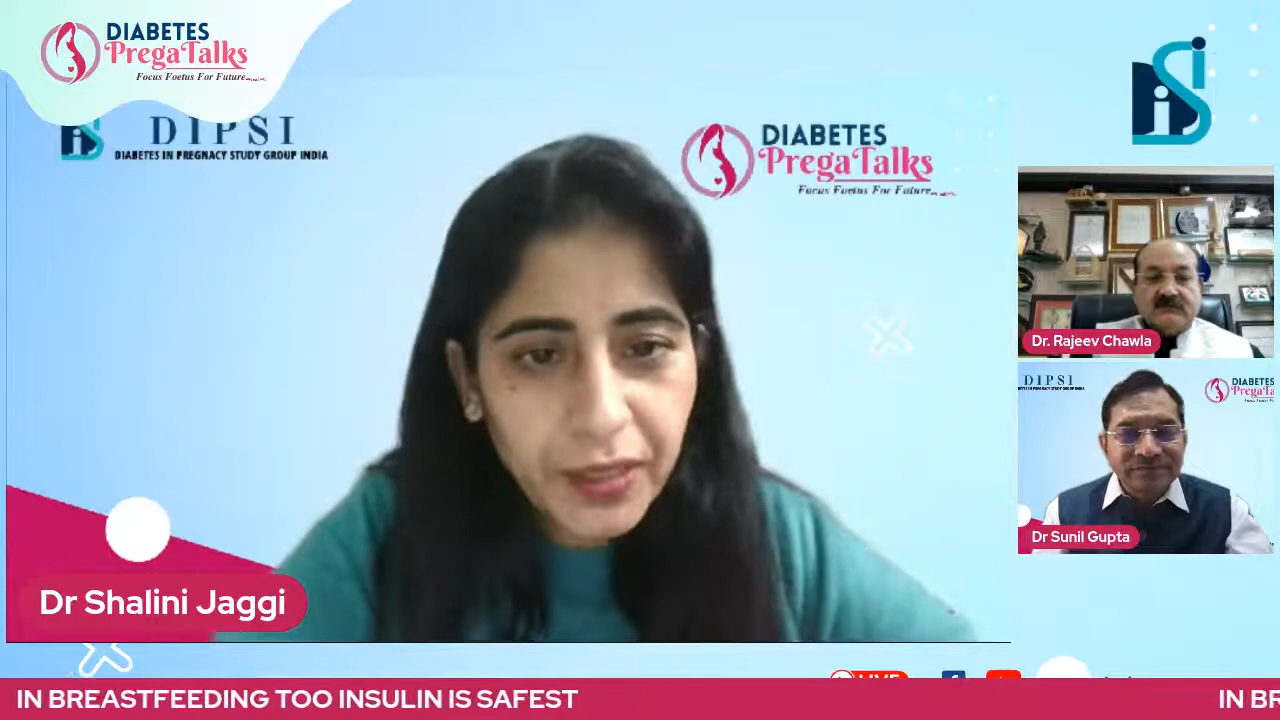 DIABETES
PregaTalks
Focus Foetus For Future
DIPSI
DIABETES IN PREGNANCY STUDY GROUP INDIA
DIABETES
PregaTalks
Focus Foetus For Future
Dr. Rajeev Chawla
DIPSI
DIABETES
Dr Sunil Gupta
Dr Shalini Jaggi
LIVE
IN BREASTFEEDING TOO INSULIN IS SAFEST
IN BR